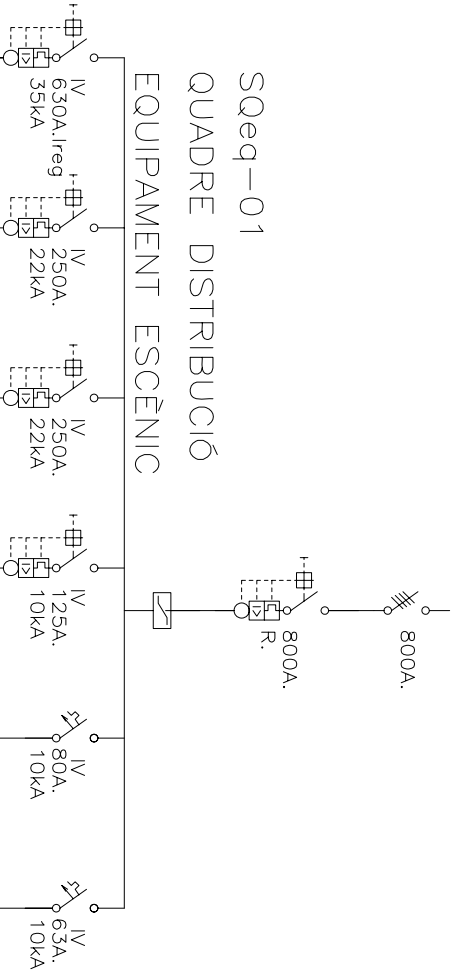 SQeq-01
QUADRE DISTRIBUCIÓ
EQUIPAMENT ESCÈNIC
800A.
800A.
R.
IV
630A.Ireg
35kA
IV
250A.
22kA
IV
250A.
22kA
IV
125A.
10kA
IV
80A.
10kA
IV
63A.
10kA